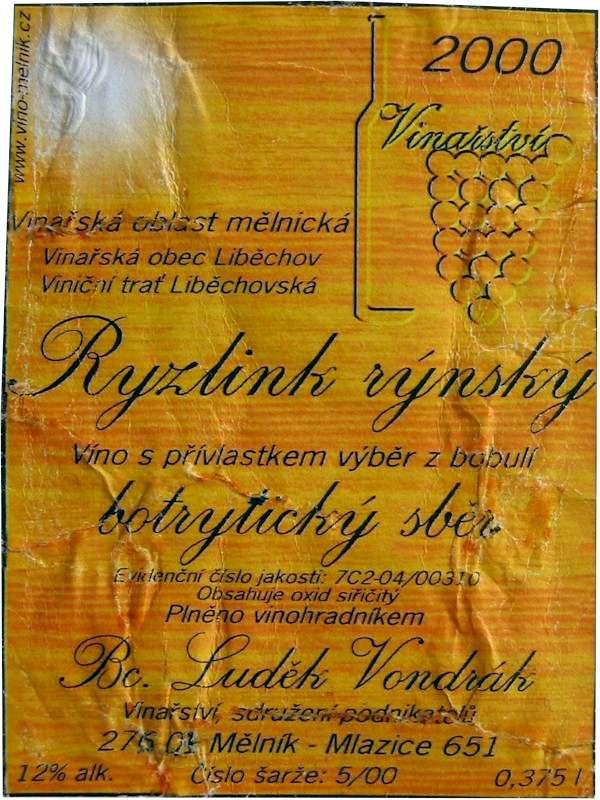 www.vino-melnik.cz
2000
Vinařství
Vinařská oblast mělnická
Vinařská obec Liběchov
Viniční trať Liběchovská
Ryzlink rýnský
Víno s přívlastkem výběr z bobulí
botrytický sběr
Evidenční číslo jakosti: 7C2-04/00310
Obsahuje oxid siřičitý
Plněno vinohradníkem
Bc. Luděk Vondrák
Vinařství, sdružení podnikatelů
276 01 Mělník - Mlazice 651
12% alk.
Číslo šarže: 5/00
0,375 l